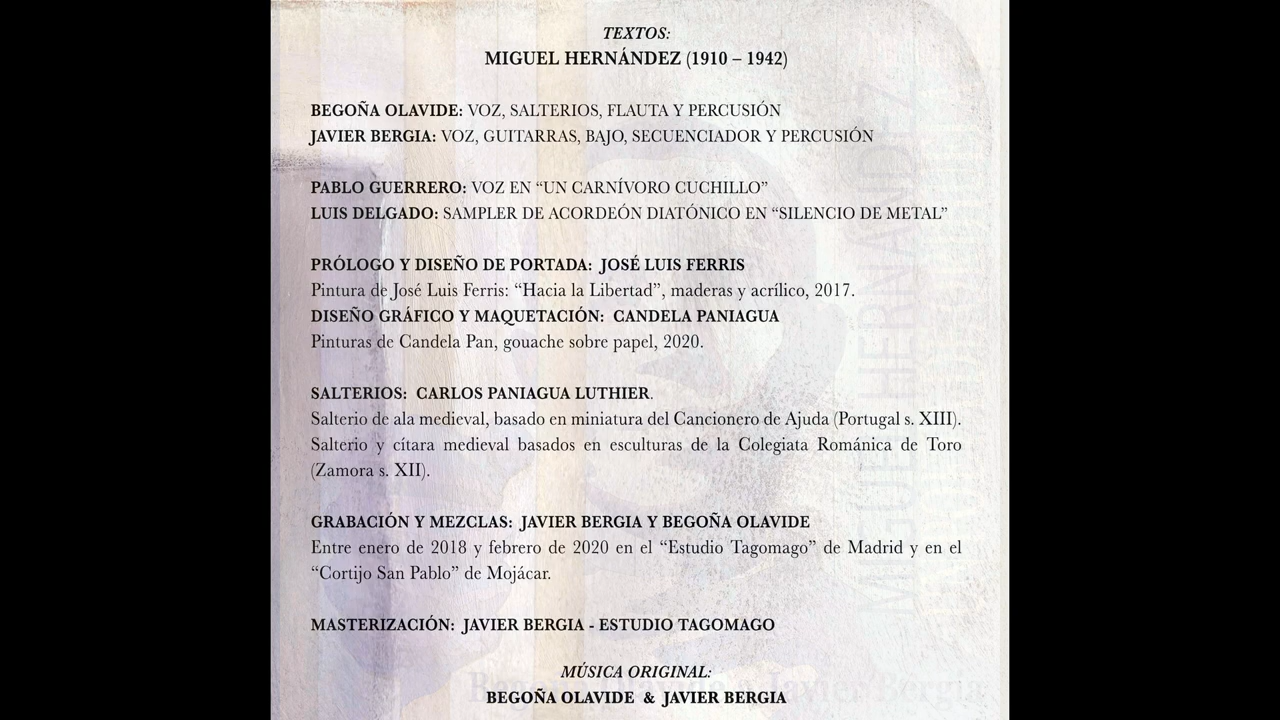 TEXTOS:
MIGUEL HERNÁNDEZ (1910 – 1942)
BEGOÑA OLAVIDE: VOZ, SALTERIOS, FLAUTA Y PERCUSIÓN
JAVIER BERGIA: VOZ, GUITARRAS, BAJO, SECUENCIADOR Y PERCUSIÓN
PABLO GUERRERO: VOZ EN “UN CARNÍVORO CUCHILLO”
LUIS DELGADO: SAMPLER DE ACORDEÓN DIATÓNICO EN “SILENCIO DE METAL”
PRÓLOGO Y DISEÑO DE PORTADA: JOSÉ LUIS FERRIS
Pintura de José Luis Ferris: “Hacia la Libertad”, maderas y acrílico, 2017.
DISEÑO GRÁFICO Y MAQUETACIÓN: CANDELA PANIAGUA
Pinturas de Candela Pan, gouache sobre papel, 2020.
SALTERIOS: CARLOS PANIAGUA LUTHIER.
Salterio de ala medieval, basado en miniatura del Cancionero de Ajuda (Portugal s. XIII).
Salterio y cítara medieval basados en esculturas de la Colegiata Románica de Toro
(Zamora s. XII).
GRABACIÓN Y MEZCLAS: JAVIER BERGIA Y BEGOÑA OLAVIDE
Entre enero de 2018 y febrero de 2020 en el “Estudio Tagomago” de Madrid y en el
“Cortijo San Pablo” de Mojácar.
MASTERIZACIÓN: JAVIER BERGIA - ESTUDIO TAGOMAGO
MÚSICA ORIGINAL:
BEGOÑA OLAVIDE & JAVIER BERGIA
MIGUEL HERNÁNDEZ
Begoña Olavide y Javier Bergia